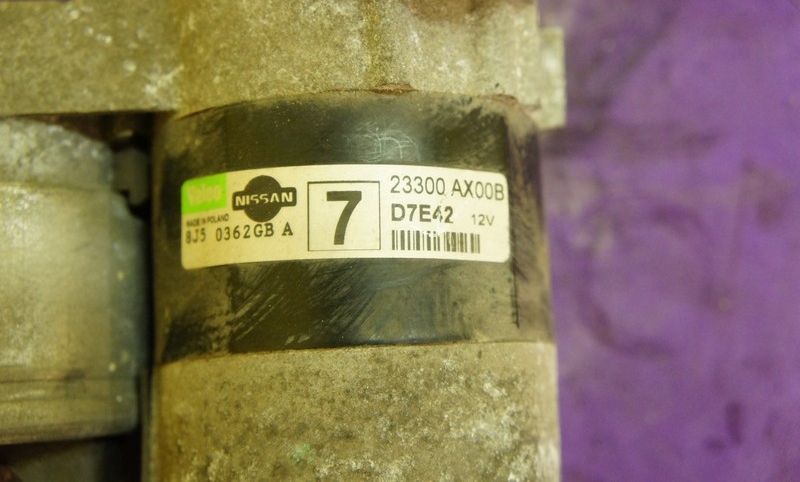 Valeo
NISSAN
MADE IN POLAND
8J5 0362GB A
7
23300 AX00B
D7E42 12V